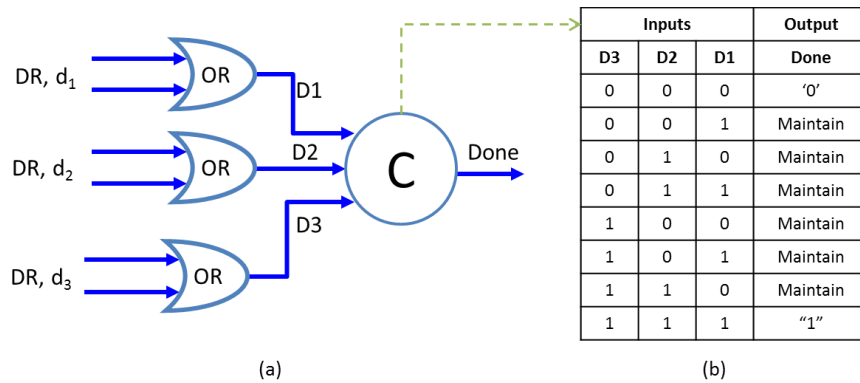 DR, d1
OR
D1
DR, d2
OR
D2
DR, d3
OR
D3
C
Done
(a)
Inputs Output
D3 D2 D1 Done
0 0 0 ‘0’
0 0 1 Maintain
0 1 0 Maintain
0 1 1 Maintain
1 0 0 Maintain
1 0 1 Maintain
1 1 0 Maintain
1 1 1 “1”
(b)